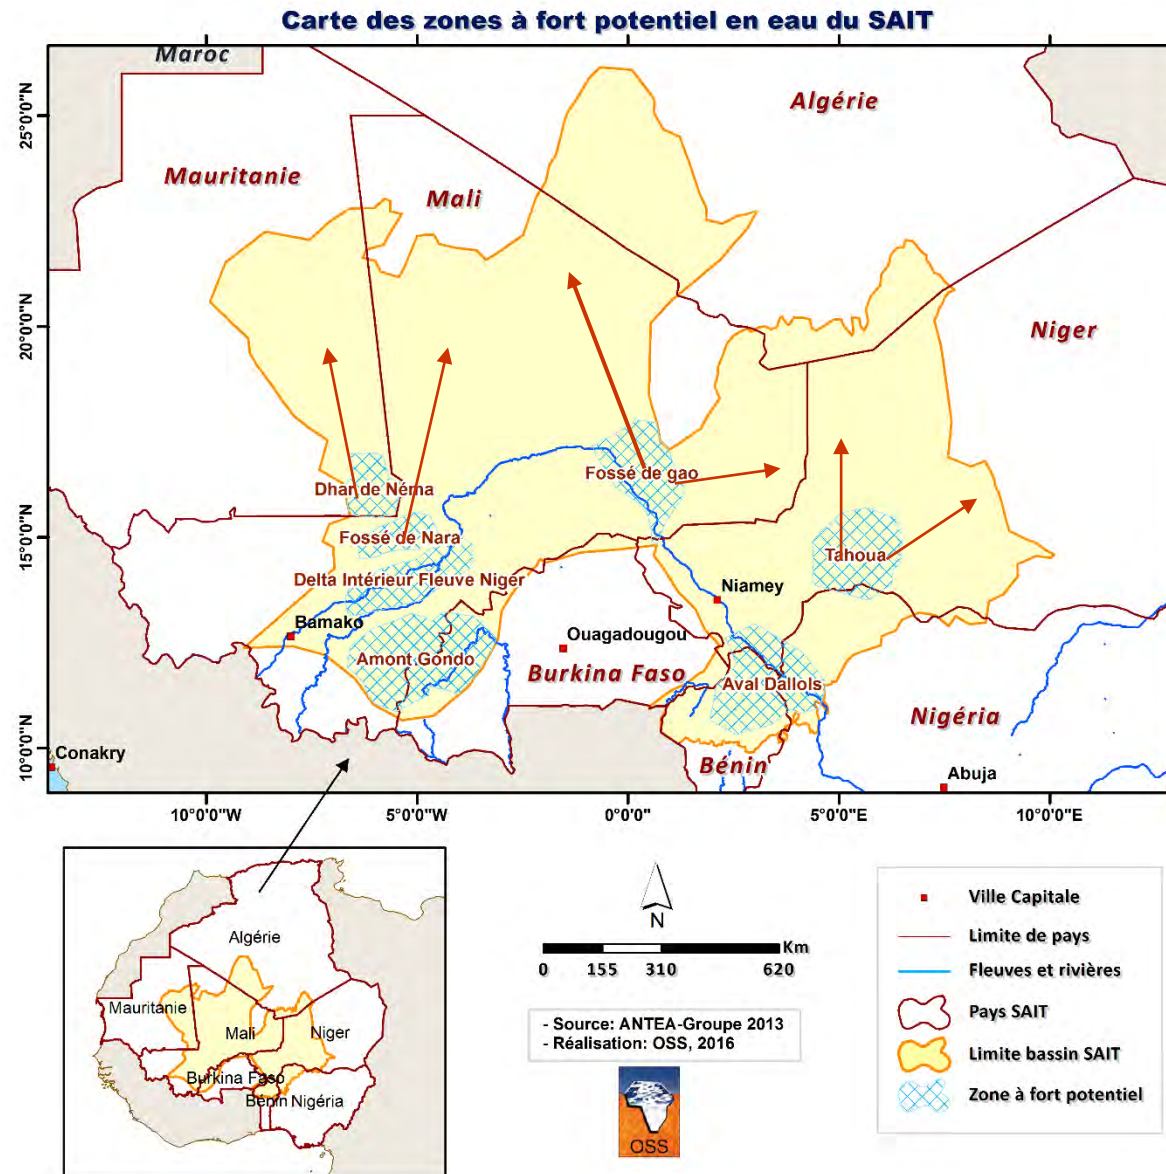 Carte des zones à fort potentiel en eau du SAIT
Maroc
Algérie
Mauritanie
Mali
Niger
25°0'0"N
20°0'0"N
15°0'0"N
10°0'0"N
Dhar de Néma
Fossé de gao
Fossé de Nara
Tahoua
Delta Intérieur Fleuve Niger
Niamey
Bamako
Ouagadougou
Amont Gondo
Burkina Faso
Aval Dallols
Nigéria
Bénin
Conakry
Abuja
10°0'0"W
5°0'0"W
0°0'0"
5°0'0"E
10°0'0"E
Algérie
Mauritanie
Mali
Niger
Burkina Faso
Bénin
Nigéria
N
Km
0 155 310 620
- Source: ANTEA-Groupe 2013
- Réalisation: OSS, 2016
OSS
Ville Capitale
Limite de pays
Fleuves et rivières
Pays SAIT
Limite bassin SAIT
Zone à fort potentiel